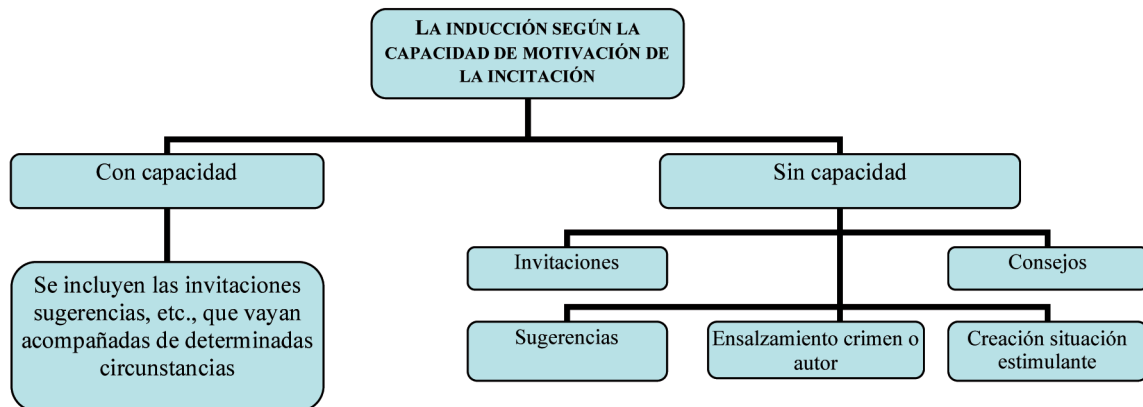 LA INDUCCIÓN SEGÚN LA
CAPACIDAD DE MOTIVACIÓN DE
LA INCITACIÓN
Con capacidad
Sin capacidad
Se incluyen las invitaciones
sugerencias, etc., que vayan
acompañadas de determinadas
circunstancias
Invitaciones
Consejos
Sugerencias
Ensalzamiento crimen o
autor
Creación situación
estimulante